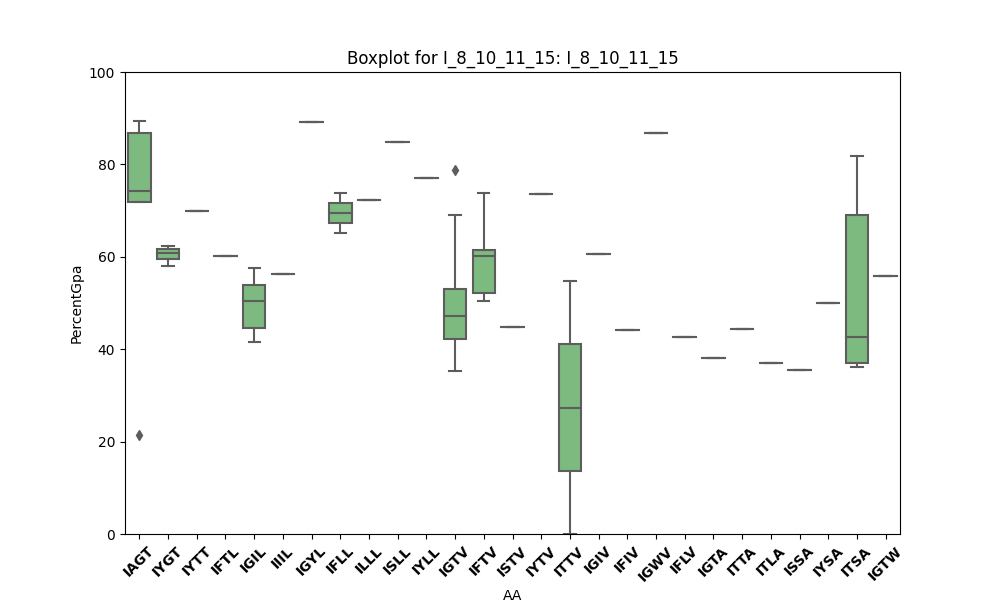 Boxplot for I_8_10_11_15: I_8_10_11_15
100
80
60
40
20
0
PercentGpa
IAGT IYGT IYTT IFTL IGIL IIIL IGYL IFLL ILLL ISLL IYLL IGTV IFTV ISTV IYTV ITTV IGIV IFIV IGWV IFLV IGTA ITTA ITLA ISSA IYSA ITSA IGTW
AA